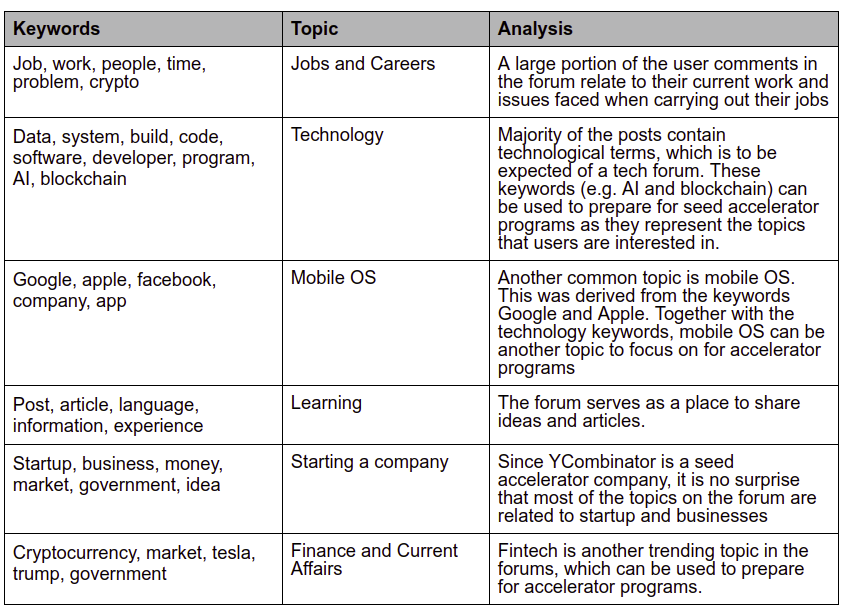 Keywords Topic Analysis
Job, work, people, time,
problem, crypto
Jobs and Careers
A large portion of the user comments in
the forum relate to their current work and
issues faced when carrying out their jobs
Data, system, build, code,
software, developer, program,
AI, blockchain
Technology
Majority of the posts contain
technological terms, which is to be
expected of a tech forum. These
keywords (e.g. AI and blockchain) can
be used to prepare for seed accelerator
programs as they represent the topics
that users are interested in.
Google, apple, facebook,
company, app
Mobile OS
Another common topic is mobile OS.
This was derived from the keywords
Google and Apple. Together with the
technology keywords, mobile OS can be
another topic to focus on for accelerator
programs
Post, article, language,
information, experience
Learning
The forum serves as a place to share
ideas and articles.
Startup, business, money,
market, government, idea
Starting a company
Since YCombinator is a seed
accelerator company, it is no surprise
that most of the topics on the forum are
related to startup and businesses
Cryptocurrency, market, tesla,
trump, government
Finance and Current
Affairs
Fintech is another trending topic in the
forums, which can be used to prepare
for accelerator programs.